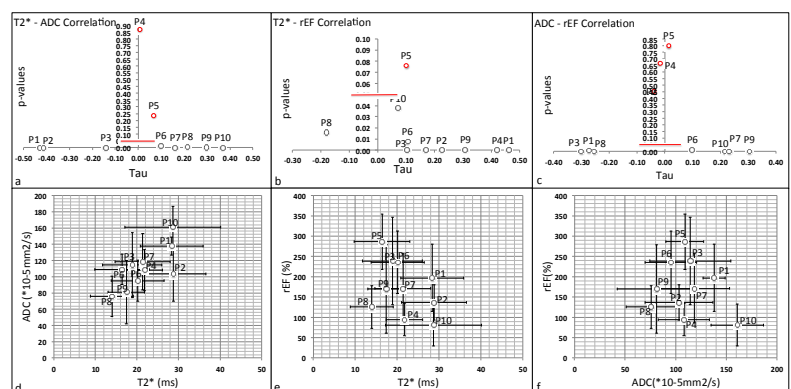 T2* - ADC Correlation
0.90
0.85
0.80
0.75
0.70
0.65
0.60
0.55
0.50
0.45
0.40
0.35
0.30
0.25
0.20
0.15
0.10
0.05
0.00
p-values
P4
P5
P1 P2 P3 P6 P7 P8 P9 P10
-0.50 -0.40 -0.30 -0.20 -0.10 0.00 0.10 0.20 0.30 0.40 0.50
a
Tau
T2* - rEF Correlation
0.10
0.09
0.08
0.07
0.06
0.05
0.04
0.03
0.02
0.01
0.00
p-values
P5
P10
P8
P6
P3 P7 P2 P9 P4 P1
-0.30 -0.20 -0.10 0.00 0.10 0.20 0.30 0.40 0.50
b
Tau
ADC - rEF Correlation
0.85
0.80
0.75
0.70
0.65
0.60
0.55
0.50
0.40
0.35
0.30
0.25
0.20
0.15
0.10
0.05
0.00
p-values
P5
P4
P3 P1 P8 P6 P10 P7 P9
-0.40 -0.30 -0.20 -0.10 0.00 0.10 0.20 0.30 0.40
c
Tau
200
180
160
140
120
100
80
60
40
20
0
ADC (*10-5mm2/s)
P10
P1
P3 P7
P4
P2
P8
0 10 20 30 40 50
d
T2* (ms)
400
350
300
250
200
150
100
50
0
rEF (%)
P5
P3 P6
P1
P9 P7
P2
P8
P4
P10
0 10 20 30 40 50
e
T2* (ms)
400
350
300
250
200
150
100
50
0
rEF(%)
P5
P6 P3
P1
P9 P7
P2
P8
P4
P10
0 50 100 150 200
f
ADC(*10-5mm2/s)